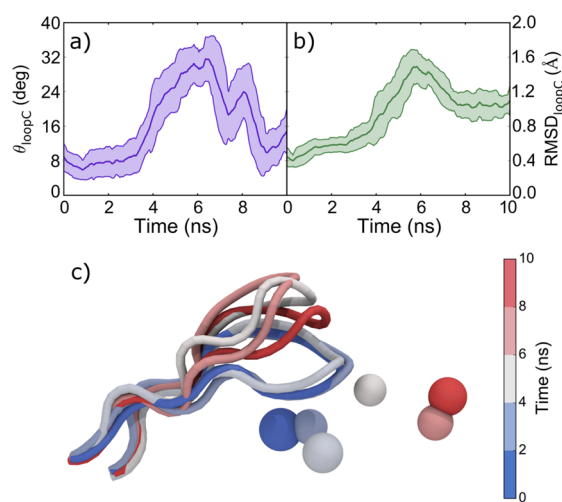 a)
40
32
24
16
8
0
θloopC (deg)
0 2 4 6 8 10
Time (ns)
b)
2.0
1.6
1.2
0.8
0.4
0.0
RMSDloopC (Å)
0 2 4 6 8 10
Time (ns)
c)
10
8
6
4
2
0
Time (ns)